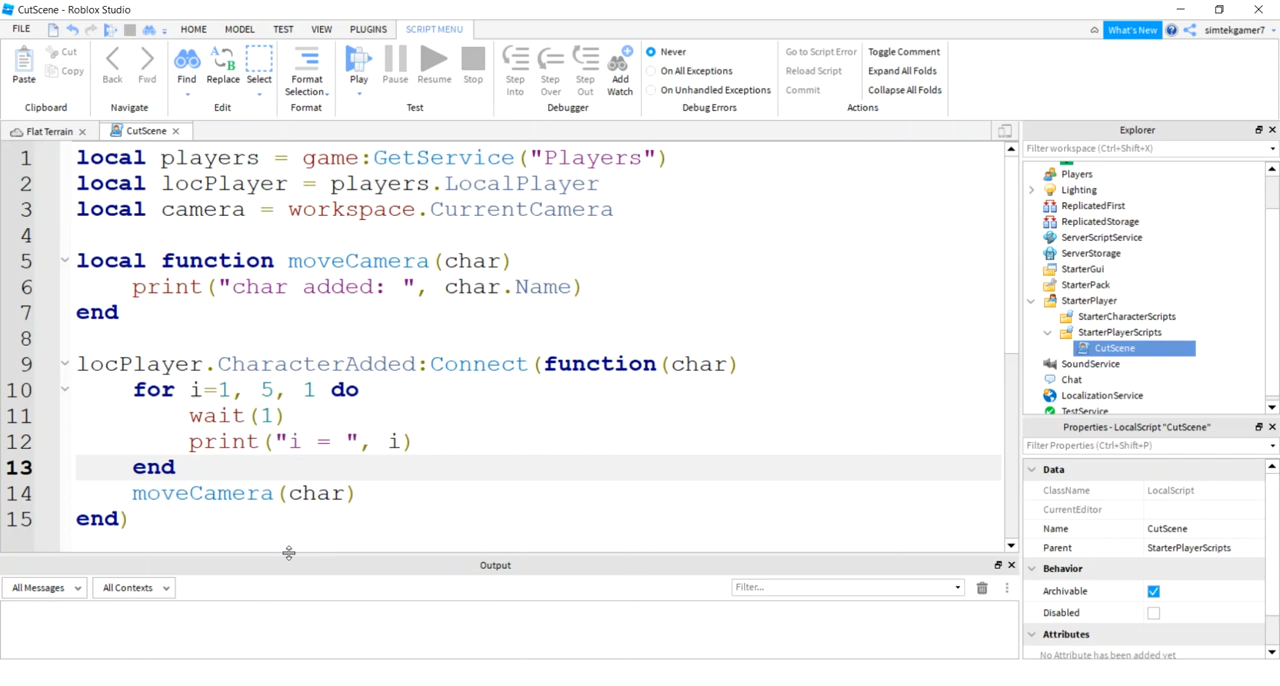 CutScene - Roblox Studio
FILE HOME MODEL TEST VIEW PLUGINS SCRIPT MENU What's New simtekgamer7
Paste Cut Copy Clipboard
Back Fwd Navigate
Find Replace Select Edit
Format Selection Format
Play Pause Resume Stop Test
Step Into Step Over Step Out Add Watch Debugger
Never
On All Exceptions
On Unhandled Exceptions
Debug Errors
Go to Script Error
Reload Script
Commit
Toggle Comment
Expand All Folds
Collapse All Folds
Actions
Flat Terrain CutScene
1 local players = game:GetService("Players")
2 local locPlayer = players.LocalPlayer
3 local camera = workspace.CurrentCamera
4
5 local function moveCamera(char)
6 print("char added: ", char.Name)
7 end
8
9 locPlayer.CharacterAdded:Connect(function(char)
10 for i=1, 5, 1 do
11 wait(1)
12 print("i = ", i)
13 end
14 moveCamera(char)
15 end)
Output
All Messages All Contexts Filter...
Explorer
Filter workspace (Ctrl+Shift+X)
Players
Lighting
ReplicatedFirst
ReplicatedStorage
ServerScriptService
ServerStorage
StarterGui
StarterPack
StarterPlayer
StarterCharacterScripts
StarterPlayerScripts
CutScene
SoundService
Chat
LocalizationService
TestService
Properties - LocalScript "CutScene"
Filter Properties (Ctrl+Shift+P)
Data
ClassName LocalScript
CurrentEditor
Name CutScene
Parent StarterPlayerScripts
Behavior
Archivable
Disabled
Attributes
No Attribute has been added yet